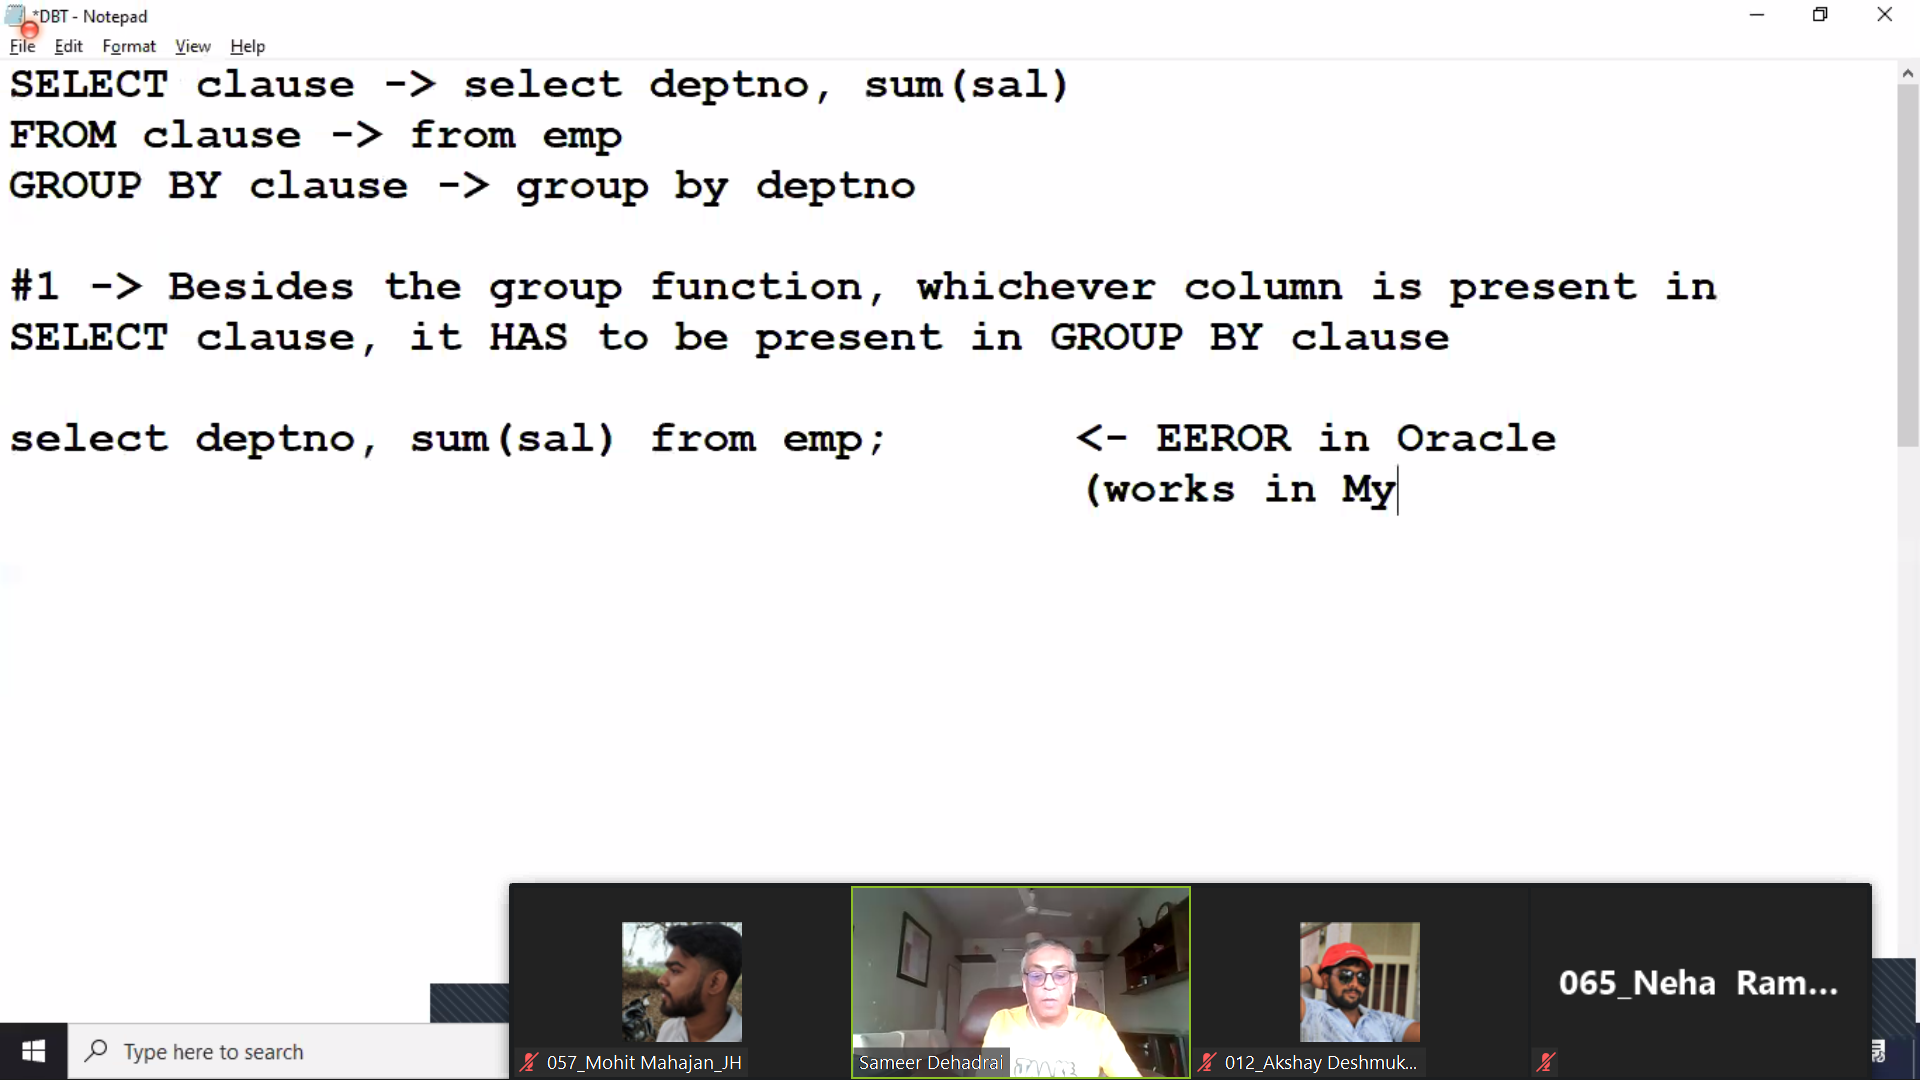 *DBT - Notepad
File Edit Format View Help
SELECT clause -> select deptno, sum(sal)
FROM clause -> from emp
GROUP BY clause -> group by deptno
#1 -> Besides the group function, whichever column is present in
SELECT clause, it HAS to be present in GROUP BY clause
select deptno, sum(sal) from emp; <- EEROR in Oracle
(works in My
065_Neha Ram...
Type here to search
057_Mohit Mahajan_JH
Sameer Dehadrai
012_Akshay Deshmuk...